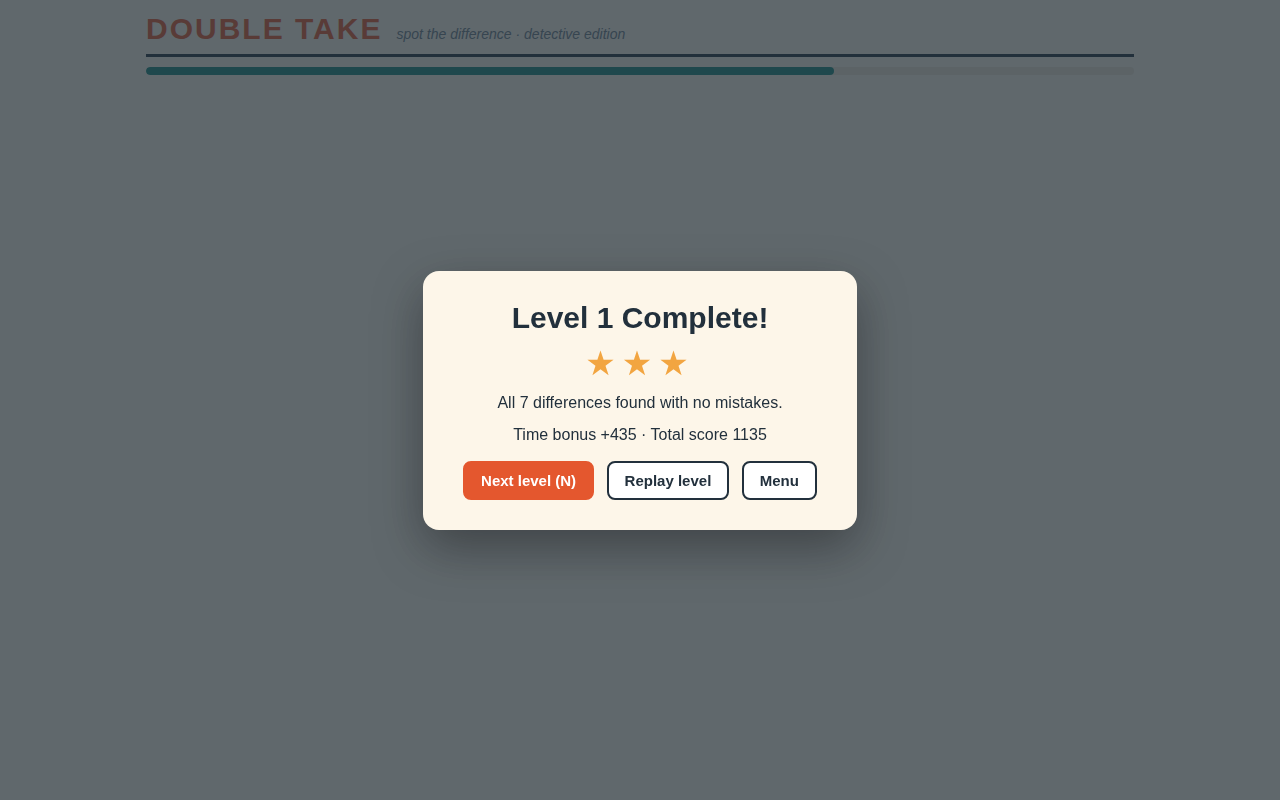 DOUBLE TAKE spot the difference · detective edition
Level 1 Complete!
★ ★ ★
All 7 differences found with no mistakes.
Time bonus +435 · Total score 1135
Next level (N) Replay level Menu